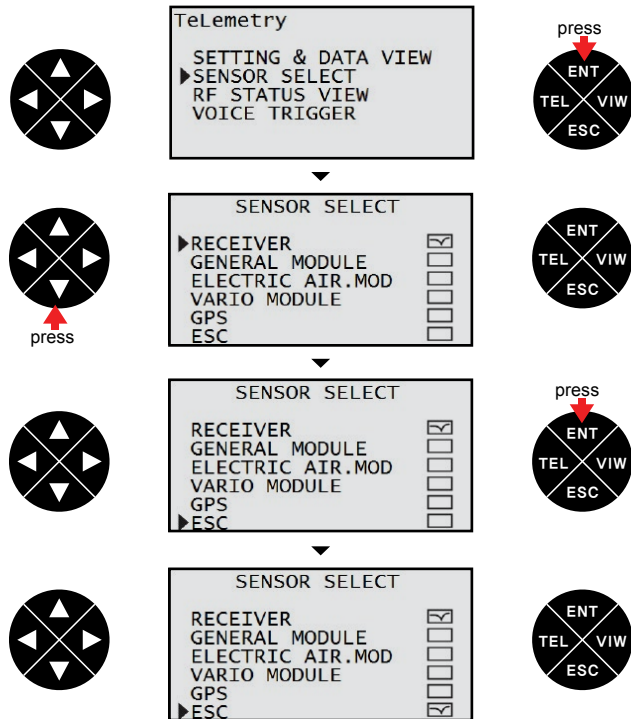 TeLemetry
SETTING & DATA VIEW
SENSOR SELECT
RF STATUS VIEW
VOICE TRIGGER
press
ENT
TEL VIW
ESC
SENSOR SELECT
RECEIVER
GENERAL MODULE
ELECTRIC AIR.MOD
VARIO MODULE
GPS
ESC
press
ENT
TEL VIW
ESC
SENSOR SELECT
RECEIVER
GENERAL MODULE
ELECTRIC AIR.MOD
VARIO MODULE
GPS
ESC
press
ENT
TEL VIW
ESC
SENSOR SELECT
RECEIVER
GENERAL MODULE
ELECTRIC AIR.MOD
VARIO MODULE
GPS
ESC
ENT
TEL VIW
ESC